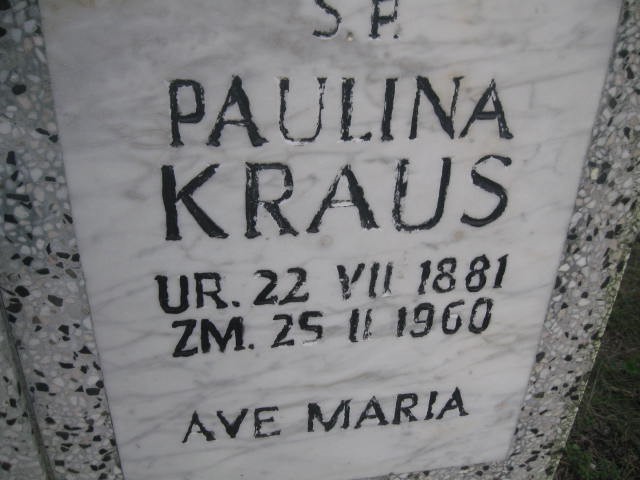 Ś.P.
PAULINA
KRAUS
UR. 22 VII 1881
ZM. 25 II 1960
AVE MARIA